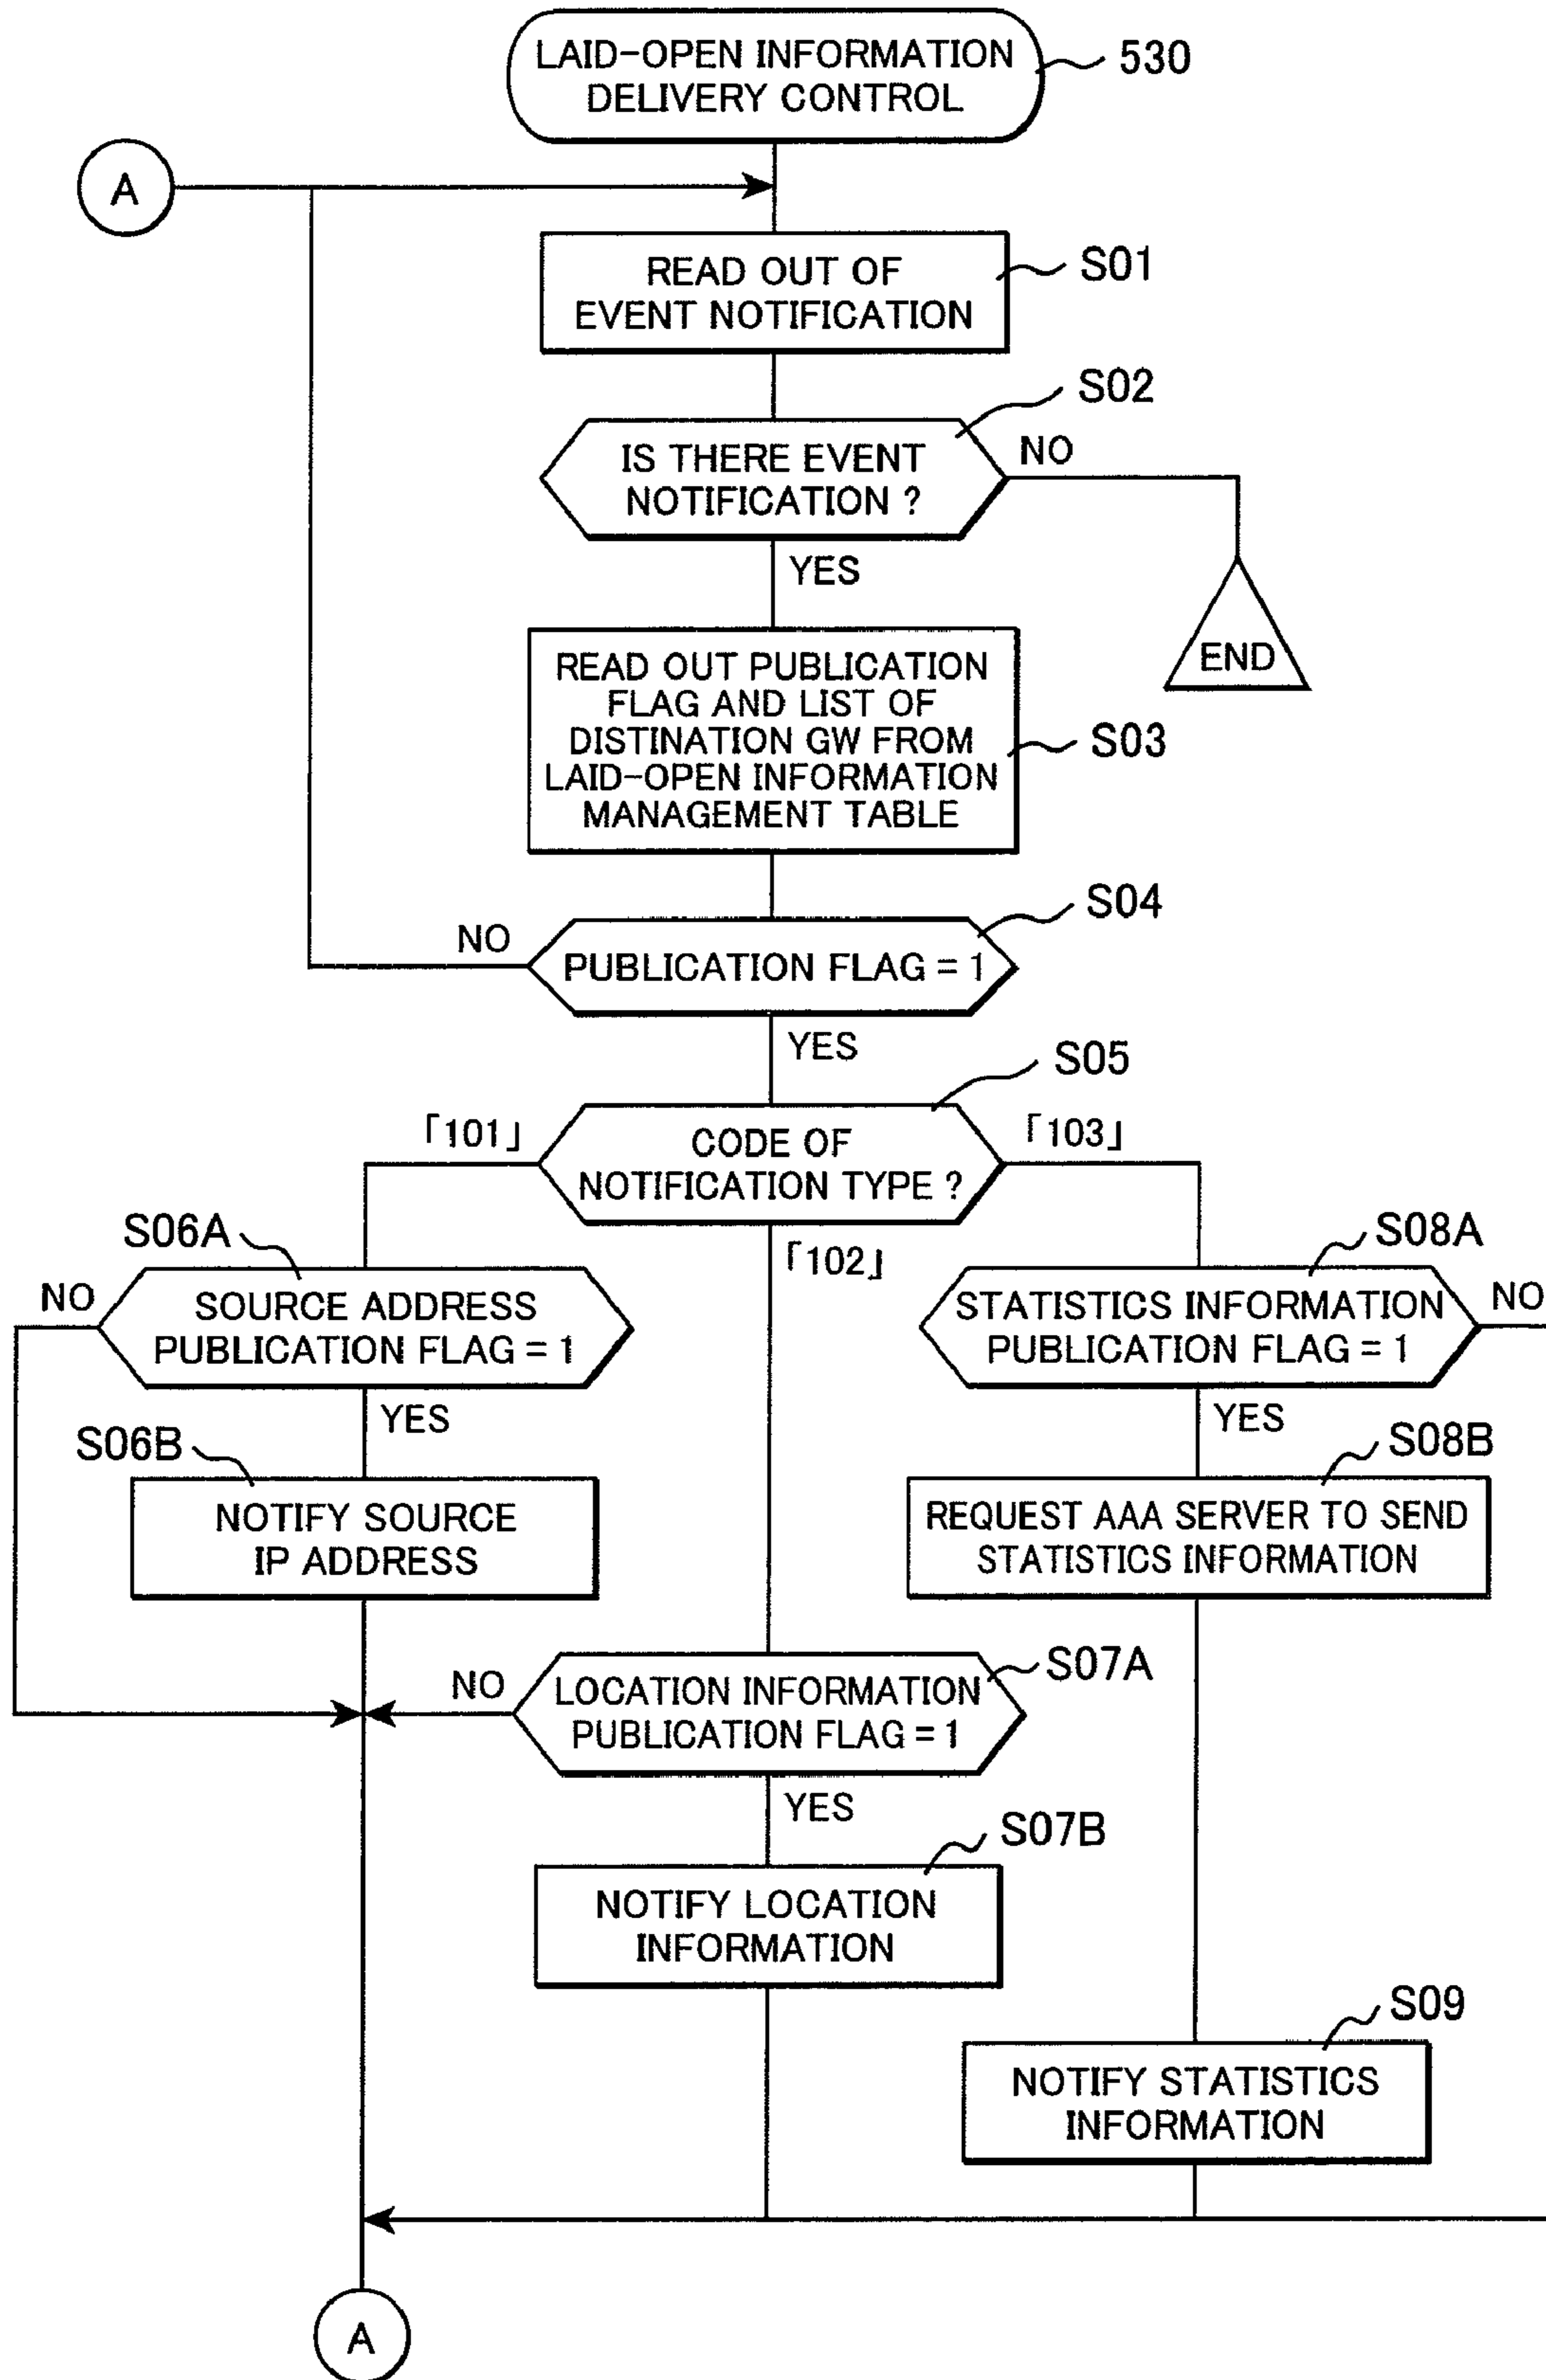 LAID-OPEN INFORMATION
DELIVERY CONTROL
530
A
READ OUT OF
EVENT NOTIFICATION
S01
S02
IS THERE EVENT
NOTIFICATION ?
NO
YES
END
READ OUT PUBLICATION
FLAG AND LIST OF
DISTINATION GW FROM
LAID-OPEN INFORMATION
MANAGEMENT TABLE
S03
S04
NO
PUBLICATION FLAG = 1
YES
S05
「101」
CODE OF
NOTIFICATION TYPE ?
「103」
「102」
S06A
NO
SOURCE ADDRESS
PUBLICATION FLAG = 1
YES
S08A
STATISTICS INFORMATION
PUBLICATION FLAG = 1
NO
YES
S06B
NOTIFY SOURCE
IP ADDRESS
S08B
REQUEST AAA SERVER TO SEND
STATISTICS INFORMATION
S07A
NO
LOCATION INFORMATION
PUBLICATION FLAG = 1
YES
S07B
NOTIFY LOCATION
INFORMATION
S09
NOTIFY STATISTICS
INFORMATION
A